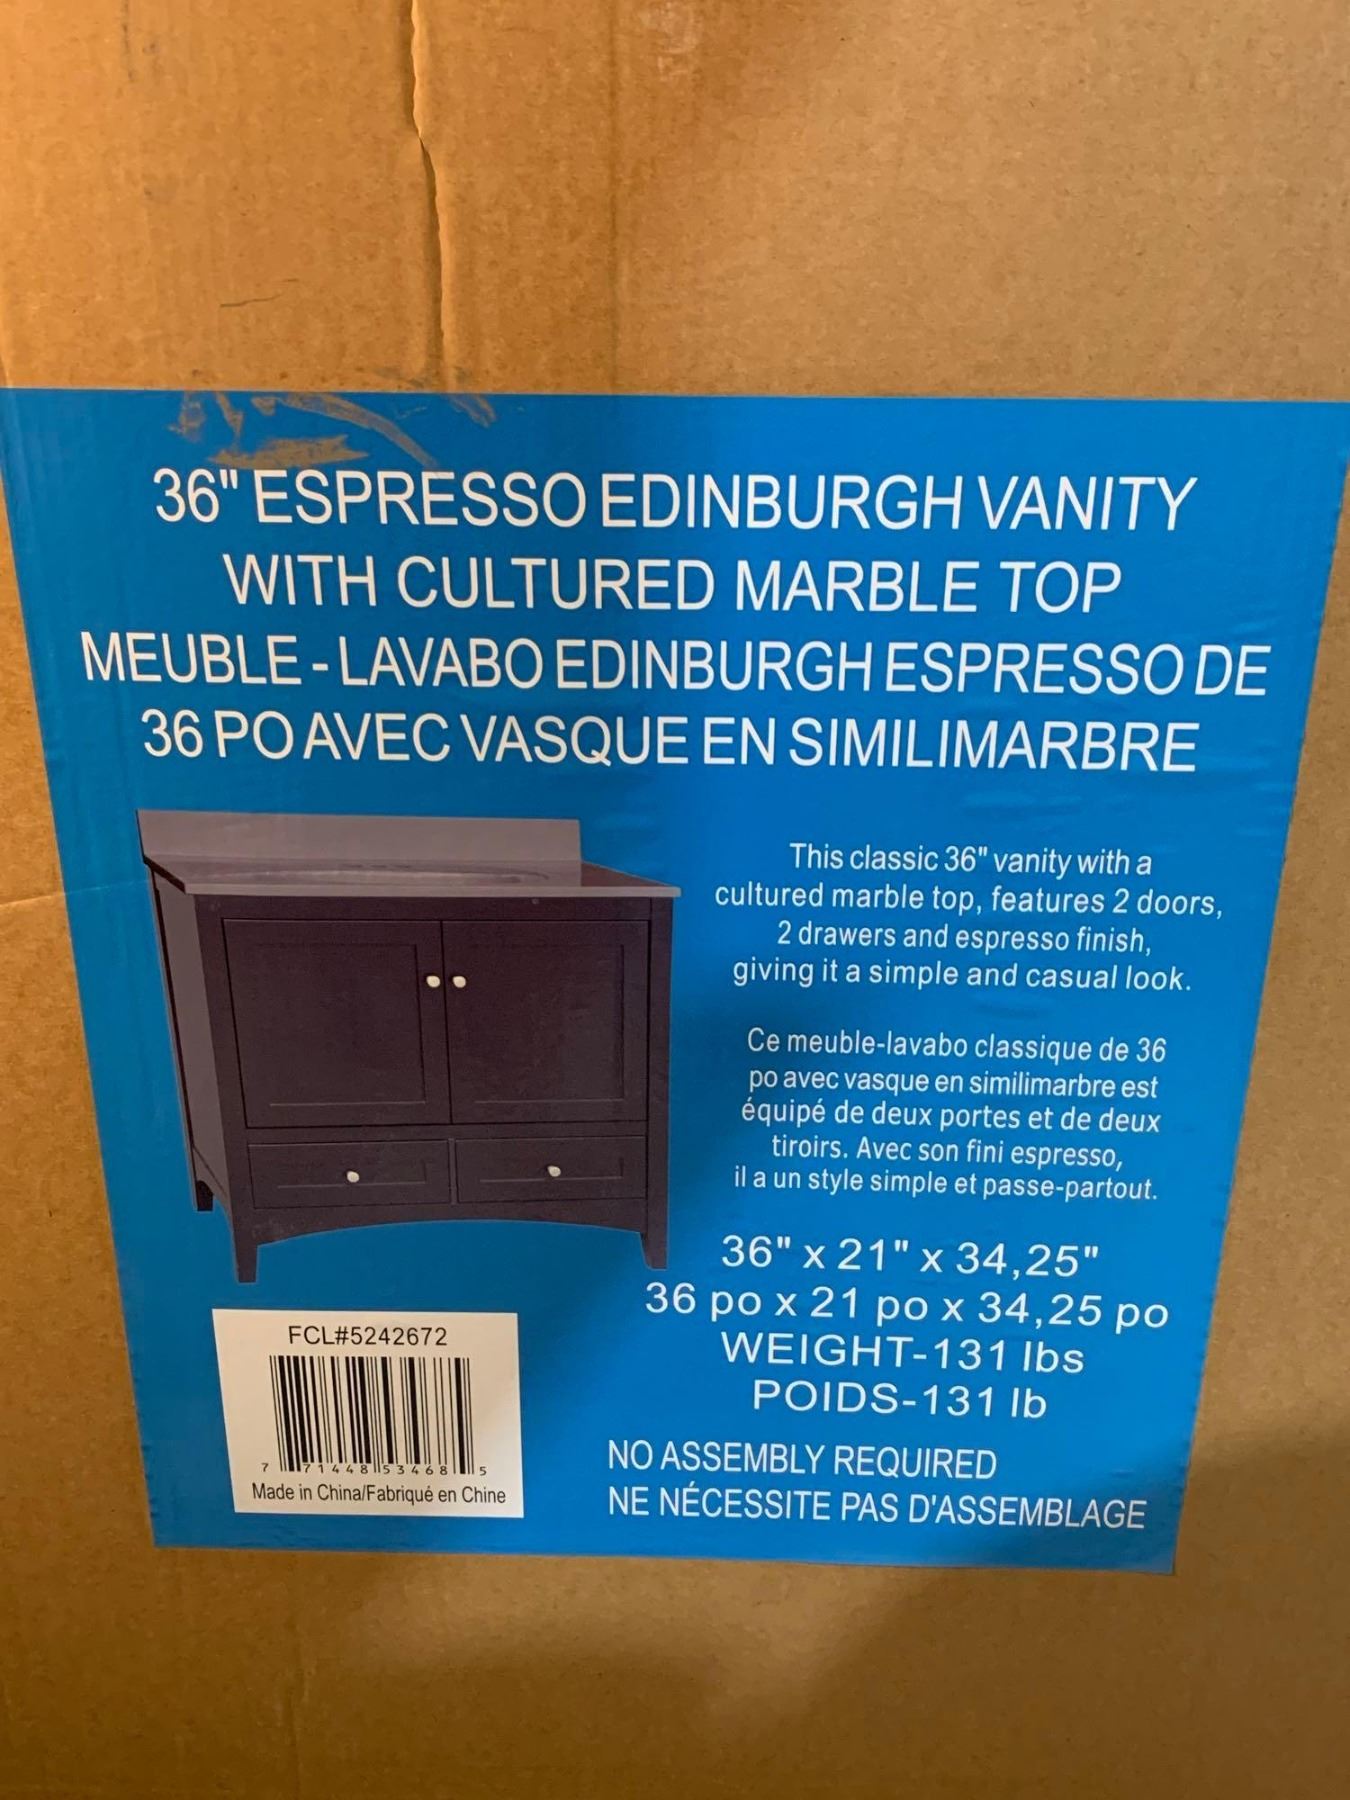 36" ESPRESSO EDINBURGH VANITY
WITH CULTURED MARBLE TOP
MEUBLE - LAVABO EDINBURGH ESPRESSO DE
36 PO AVEC VASQUE EN SIMILIMARBRE
This classic 36" vanity with a
cultured marble top, features 2 doors,
2 drawers and espresso finish,
giving it a simple and casual look.
Ce meuble-lavabo classique de 36
po avec vasque en similimarbre est
équipé de deux portes et de deux
tiroirs. Avec son fini espresso,
il a un style simple et passe-partout.
36" x 21" x 34,25"
36 po x 21 po x 34,25 po
WEIGHT-131 lbs
POIDS-131 lb
NO ASSEMBLY REQUIRED
NE NÉCESSITE PAS D'ASSEMBLAGE
FCL#5242672
7 71448 53468 5
Made in China/Fabriqué en Chine